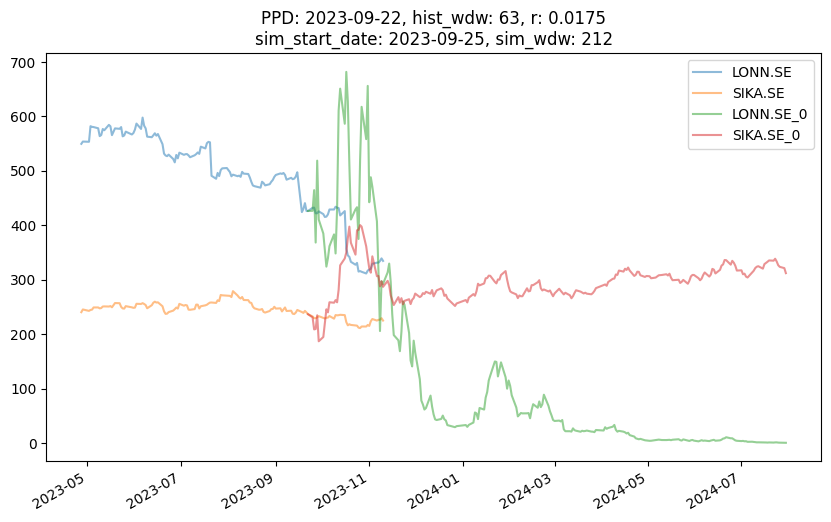 PPD: 2023-09-22, hist_wdw: 63, r: 0.0175
sim_start_date: 2023-09-25, sim_wdw: 212
LONN.SE
SIKA.SE
LONN.SE_0
SIKA.SE_0
700
600
500
400
300
200
100
0
2023-05
2023-07
2023-09
2023-11
2024-01
2024-03
2024-05
2024-07